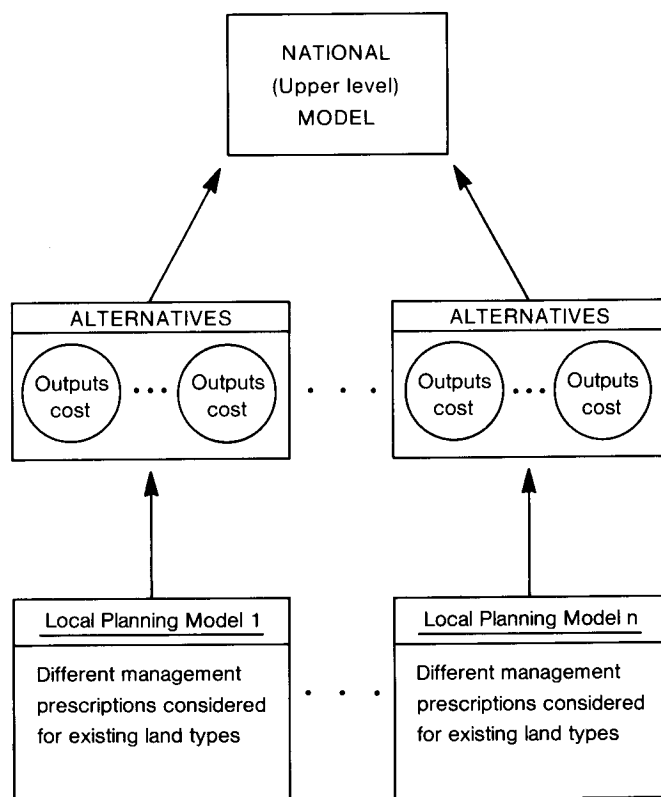 NATIONAL
(Upper level)
MODEL
ALTERNATIVES
Outputs
cost
...
Outputs
cost
. . .
ALTERNATIVES
Outputs
cost
...
Outputs
cost
Local Planning Model 1
Different management
prescriptions considered
for existing land types
. . .
Local Planning Model n
Different management
prescriptions considered
for existing land types